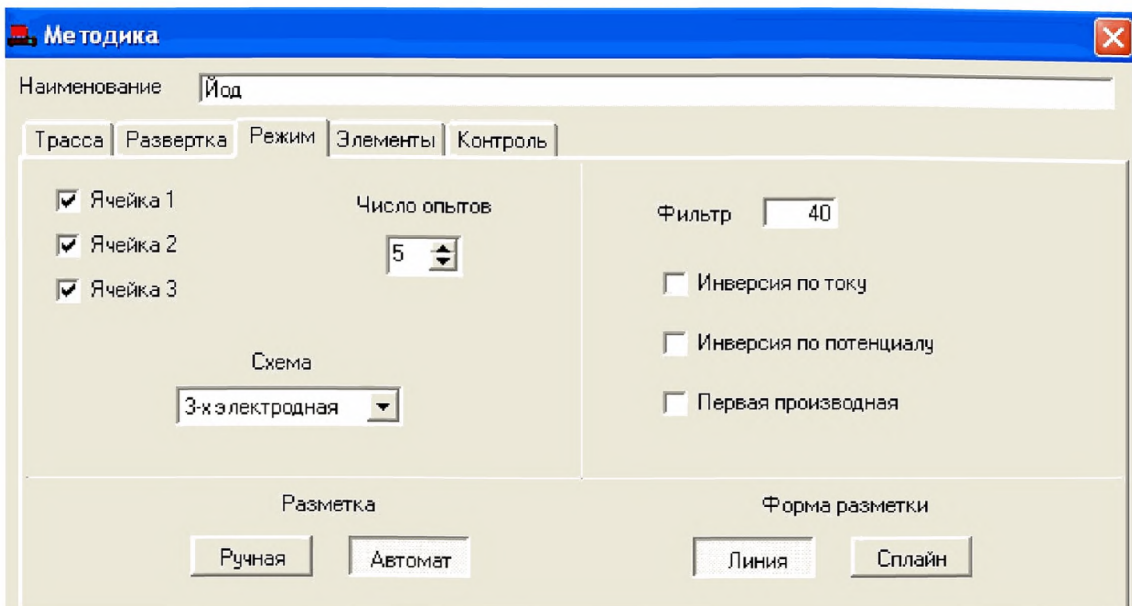 Методика
Наименование Йод
Трасса Развертка Режим Элементы Контроль
Ячейка 1
Ячейка 2
Ячейка 3
Число опытов
5
Схема
3-х электродная
Фильтр 40
Инверсия по току
Инверсия по потенциалу
Первая производная
Разметка
Ручная Автомат
Форма разметки
Линия Сплайн